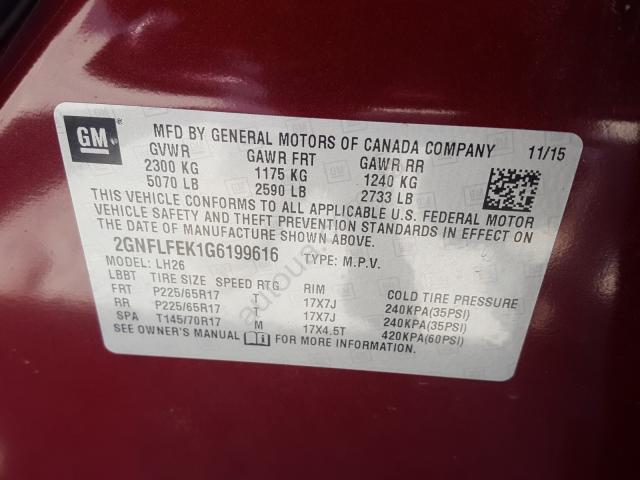 GM
MFD BY GENERAL MOTORS OF CANADA COMPANY 11/15
GVWR GAWR FRT GAWR RR
2300 KG 1175 KG 1240 KG
5070 LB 2590 LB 2733 LB
THIS VEHICLE CONFORMS TO ALL APPLICABLE U.S. FEDERAL MOTOR
VEHICLE SAFETY AND THEFT PREVENTION STANDARDS IN EFFECT ON
THE DATE OF MANUFACTURE SHOWN ABOVE.
2GNFLFEK1G6199616 TYPE: M.P.V.
MODEL: LH26
LBBT TIRE SIZE SPEED RTG RIM COLD TIRE PRESSURE
FRT P225/65R17 T 17X7J 240KPA(35PSI)
RR P225/65R17 T 17X7J 240KPA(35PSI)
SPA T145/70R17 M 17X4.5T 420KPA(60PSI)
SEE OWNER'S MANUAL FOR MORE INFORMATION.